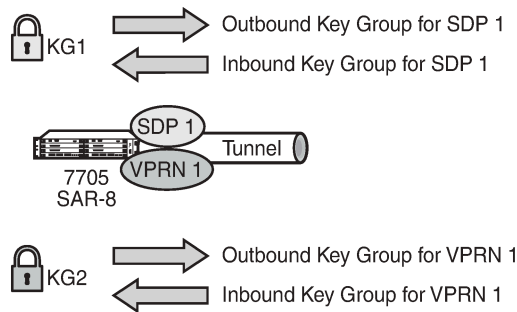 KG1
Outbound Key Group for SDP 1
Inbound Key Group for SDP 1
SDP 1
Tunnel
VPRN 1
7705
SAR-8
KG2
Outbound Key Group for VPRN 1
Inbound Key Group for VPRN 1